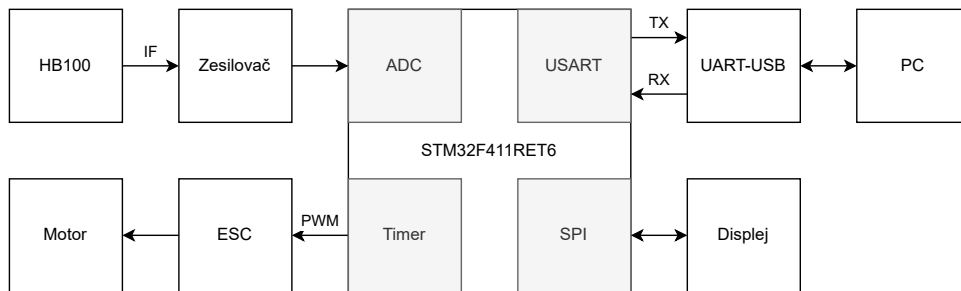 HB100
IF
Zesilovač
ADC
USART
TX
RX
UART-USB
PC
STM32F411RET6
Motor
ESC
PWM
Timer
SPI
Displej